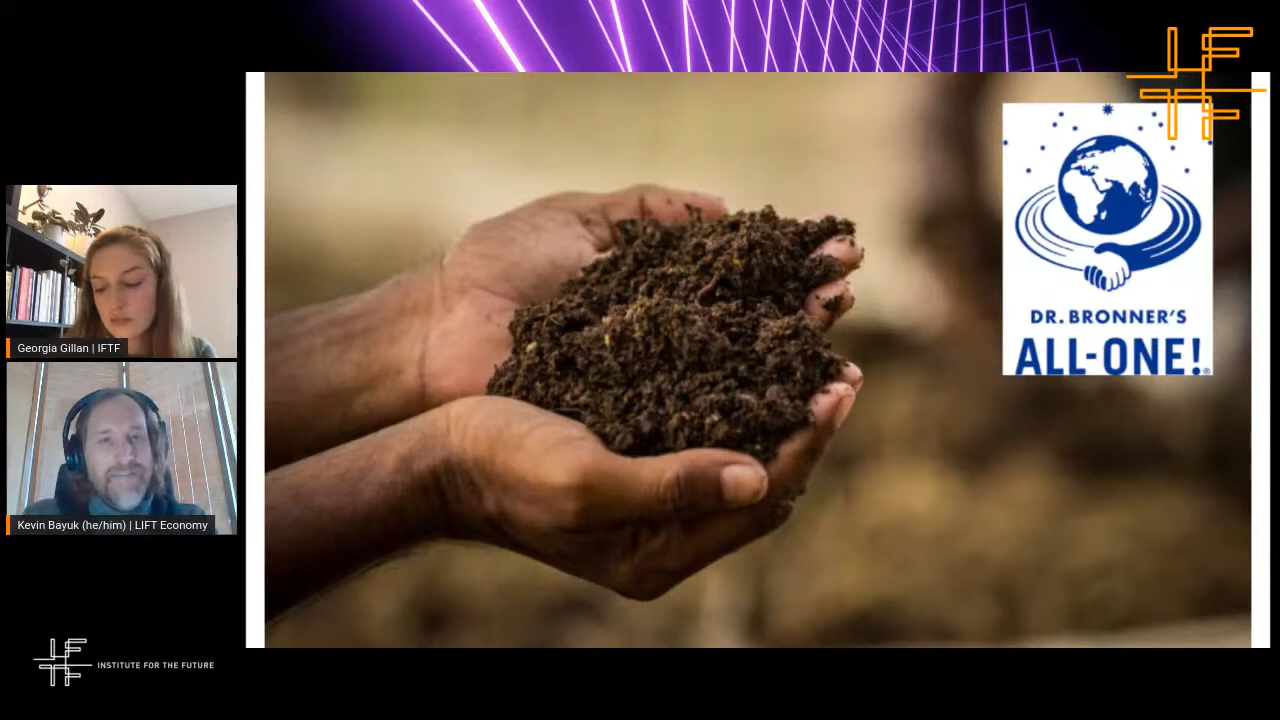 DR. BRONNER'S
ALL-ONE!®
Georgia Gillan | IFTF
Kevin Bayuk (he/him) | LIFT Economy
INSTITUTE FOR THE FUTURE